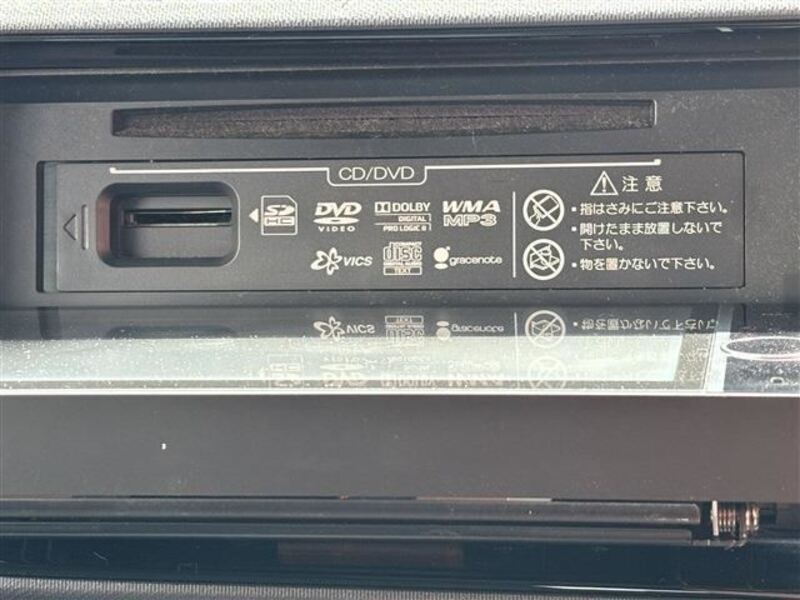 CD/DVD
SD HC
DVD VIDEO
DOLBY DIGITAL PRO LOGIC II
WMA MP3
VICS
COMPACT disc DIGITAL AUDIO TEXT
gracenote
注意
・指はさみにご注意下さい。
・開けたまま放置しないで
下さい。
・物を置かないで下さい。